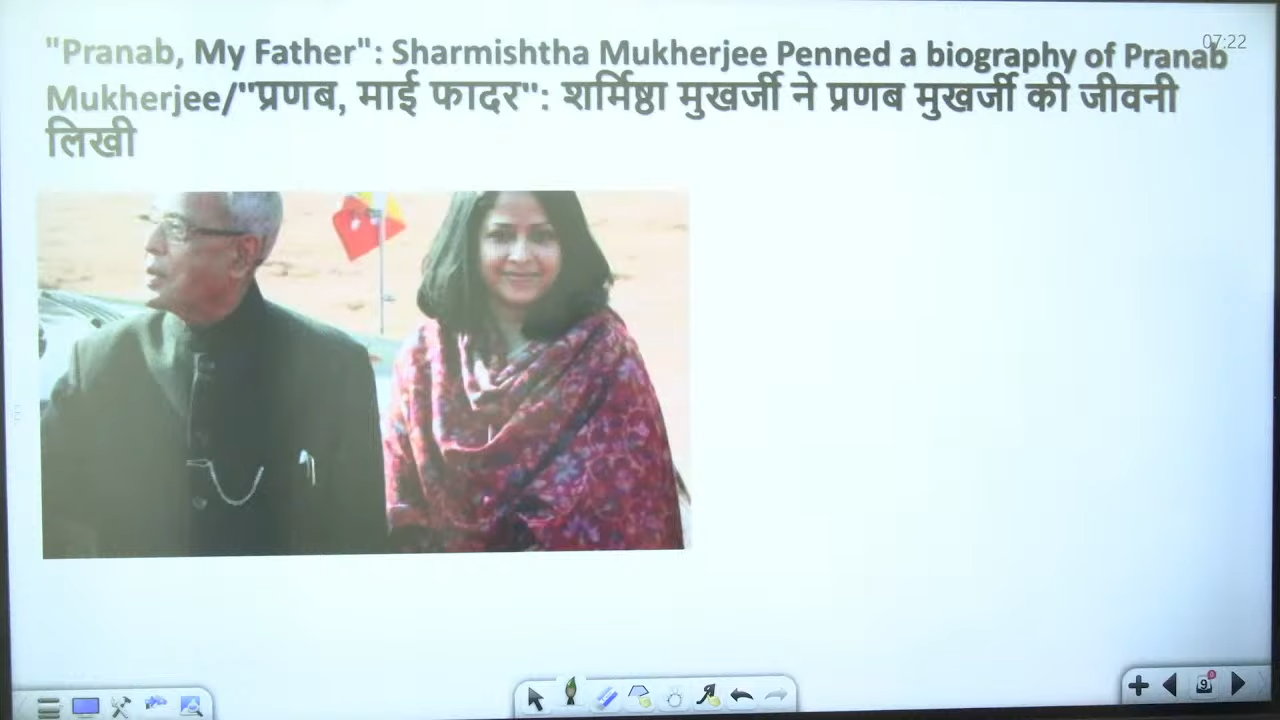 "Pranab, My Father": Sharmishtha Mukherjee Penned a biography of Pranab
07:22
Mukherjee/"प्रणब, माई फादर": शर्मिष्ठा मुखर्जी ने प्रणब मुखर्जी की जीवनी
लिखी
9